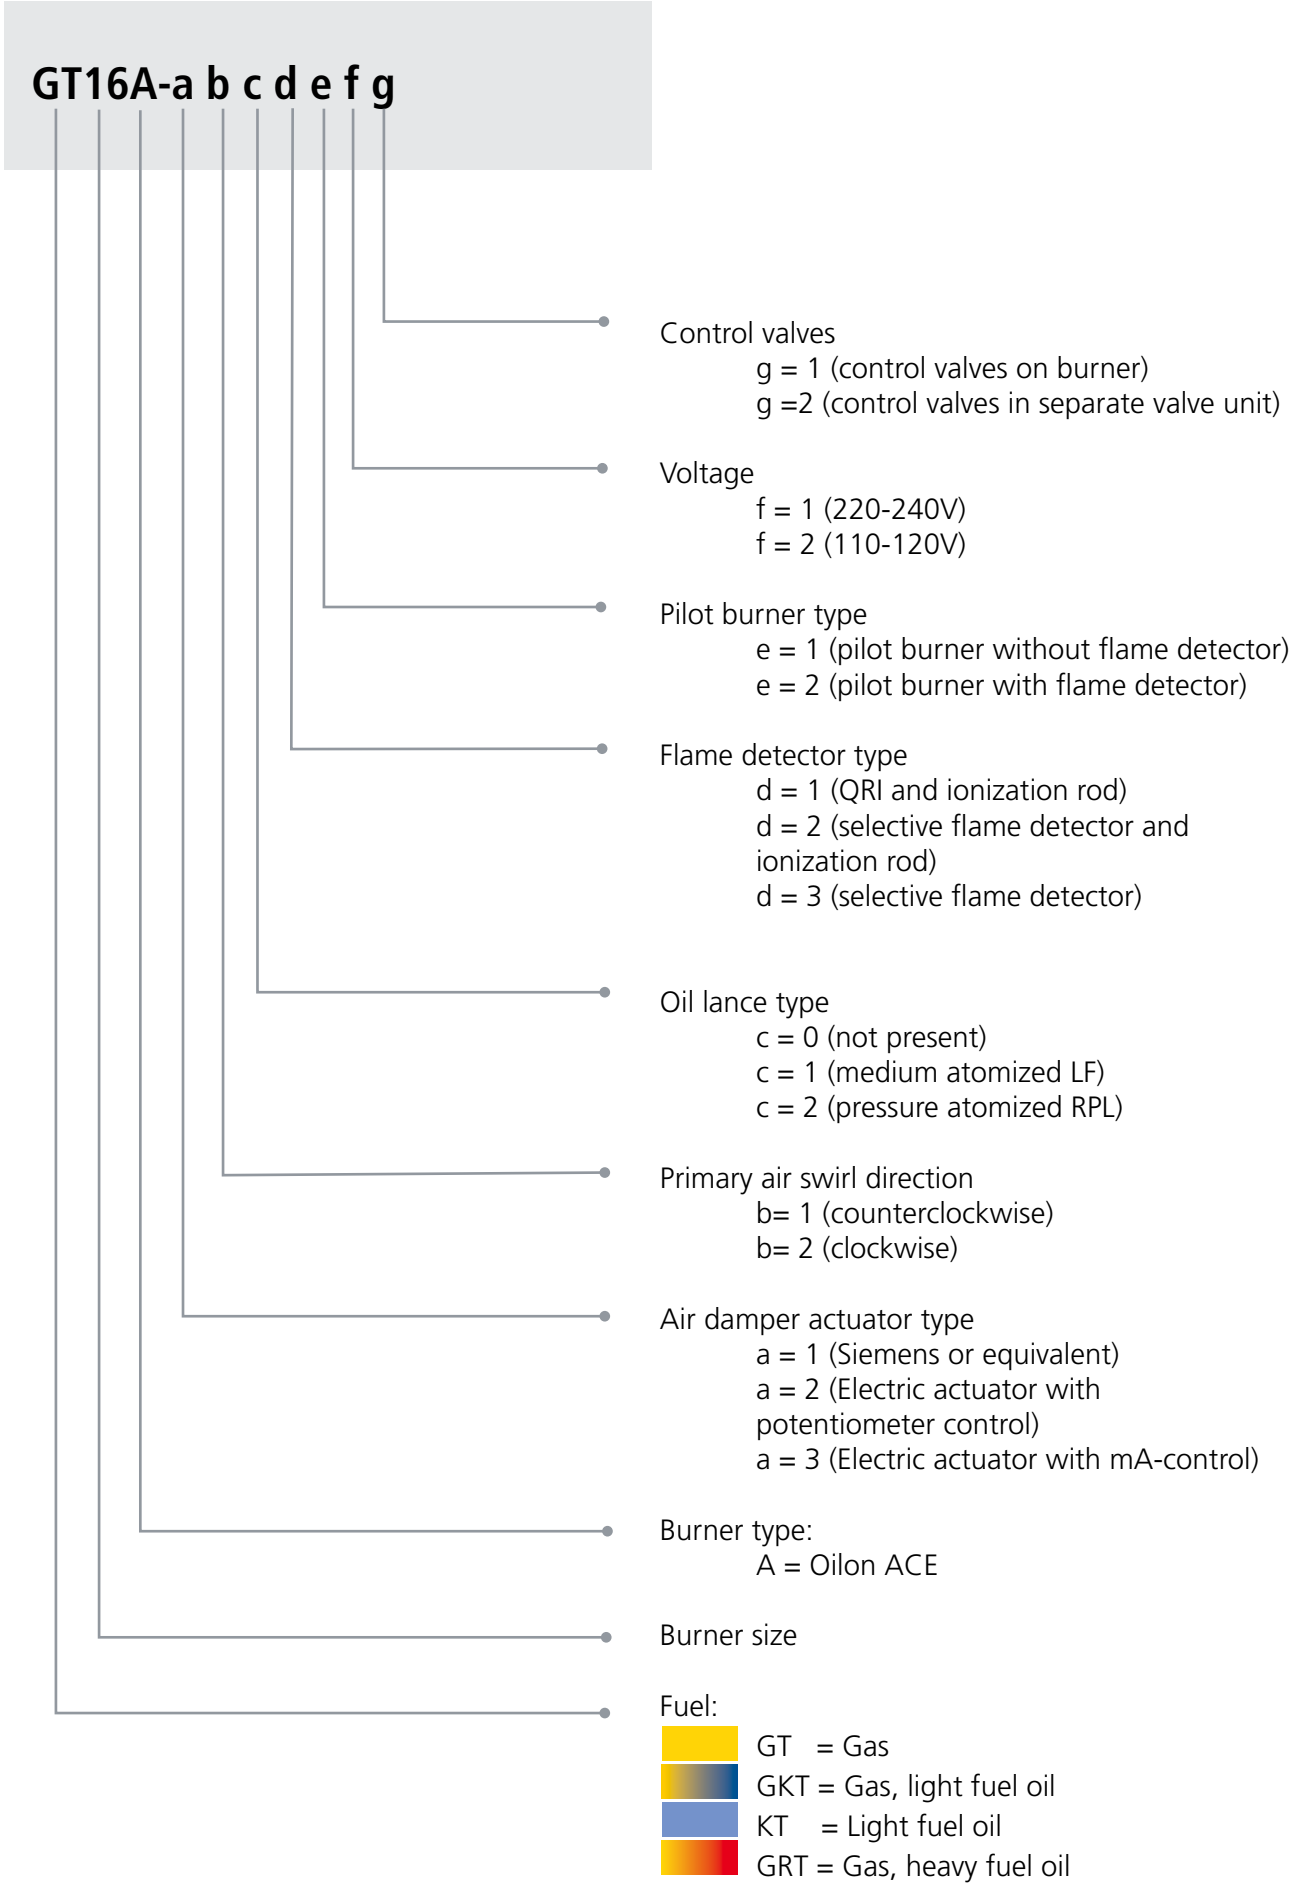 GT16A-a b c d e f g
Control valves
g = 1 (control valves on burner)
g =2 (control valves in separate valve unit)
Voltage
f = 1 (220-240V)
f = 2 (110-120V)
Pilot burner type
e = 1 (pilot burner without flame detector)
e = 2 (pilot burner with flame detector)
Flame detector type
d = 1 (QRI and ionization rod)
d = 2 (selective flame detector and
ionization rod)
d = 3 (selective flame detector)
Oil lance type
c = 0 (not present)
c = 1 (medium atomized LF)
c = 2 (pressure atomized RPL)
Primary air swirl direction
b= 1 (counterclockwise)
b= 2 (clockwise)
Air damper actuator type
a = 1 (Siemens or equivalent)
a = 2 (Electric actuator with
potentiometer control)
a = 3 (Electric actuator with mA-control)
Burner type:
A = Oilon ACE
Burner size
Fuel:
GT = Gas
GKT = Gas, light fuel oil
KT = Light fuel oil
GRT = Gas, heavy fuel oil